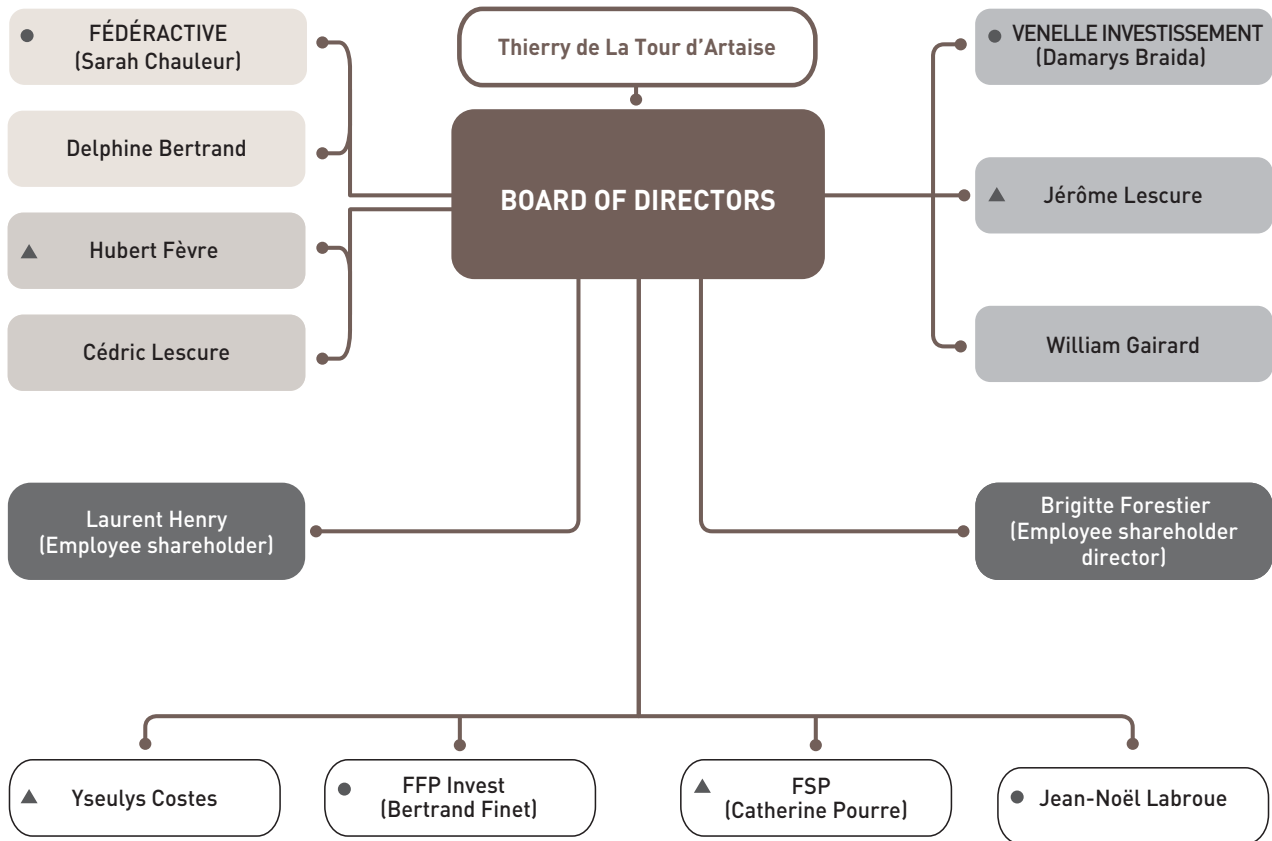 FÉDÉRACTIVE
(Sarah Chauleur)
Thierry de La Tour d’Artaise
VENELLE INVESTISSEMENT
(Damarys Braida)
Delphine Bertrand
BOARD OF DIRECTORS
Jérôme Lescure
Hubert Fèvre
Cédric Lescure
William Gairard
Laurent Henry
(Employee shareholder)
Brigitte Forestier
(Employee shareholder
director)
Yseulys Costes
FFP Invest
(Bertrand Finet)
FSP
(Catherine Pourre)
Jean-Noël Labroue